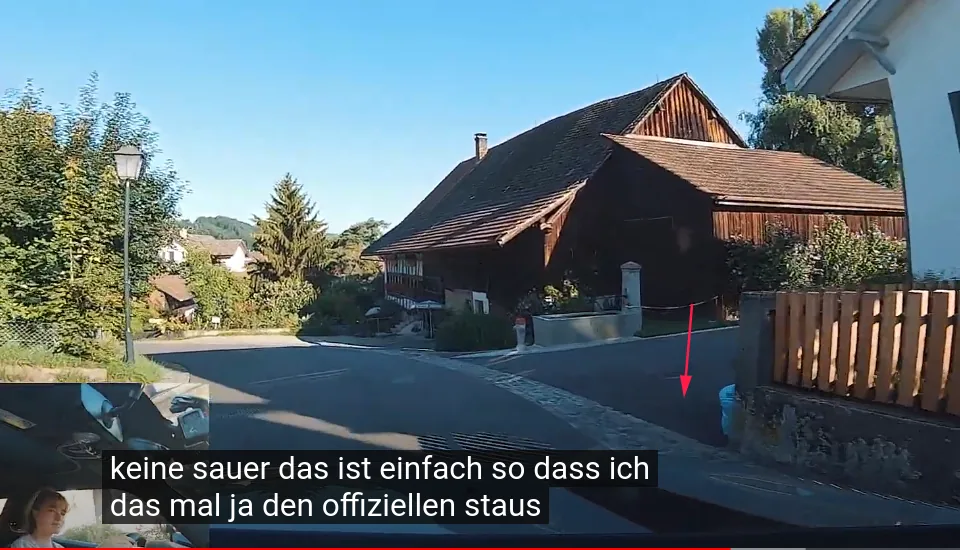 keine sauer das ist einfach so dass ich
das mal ja den offiziellen staus